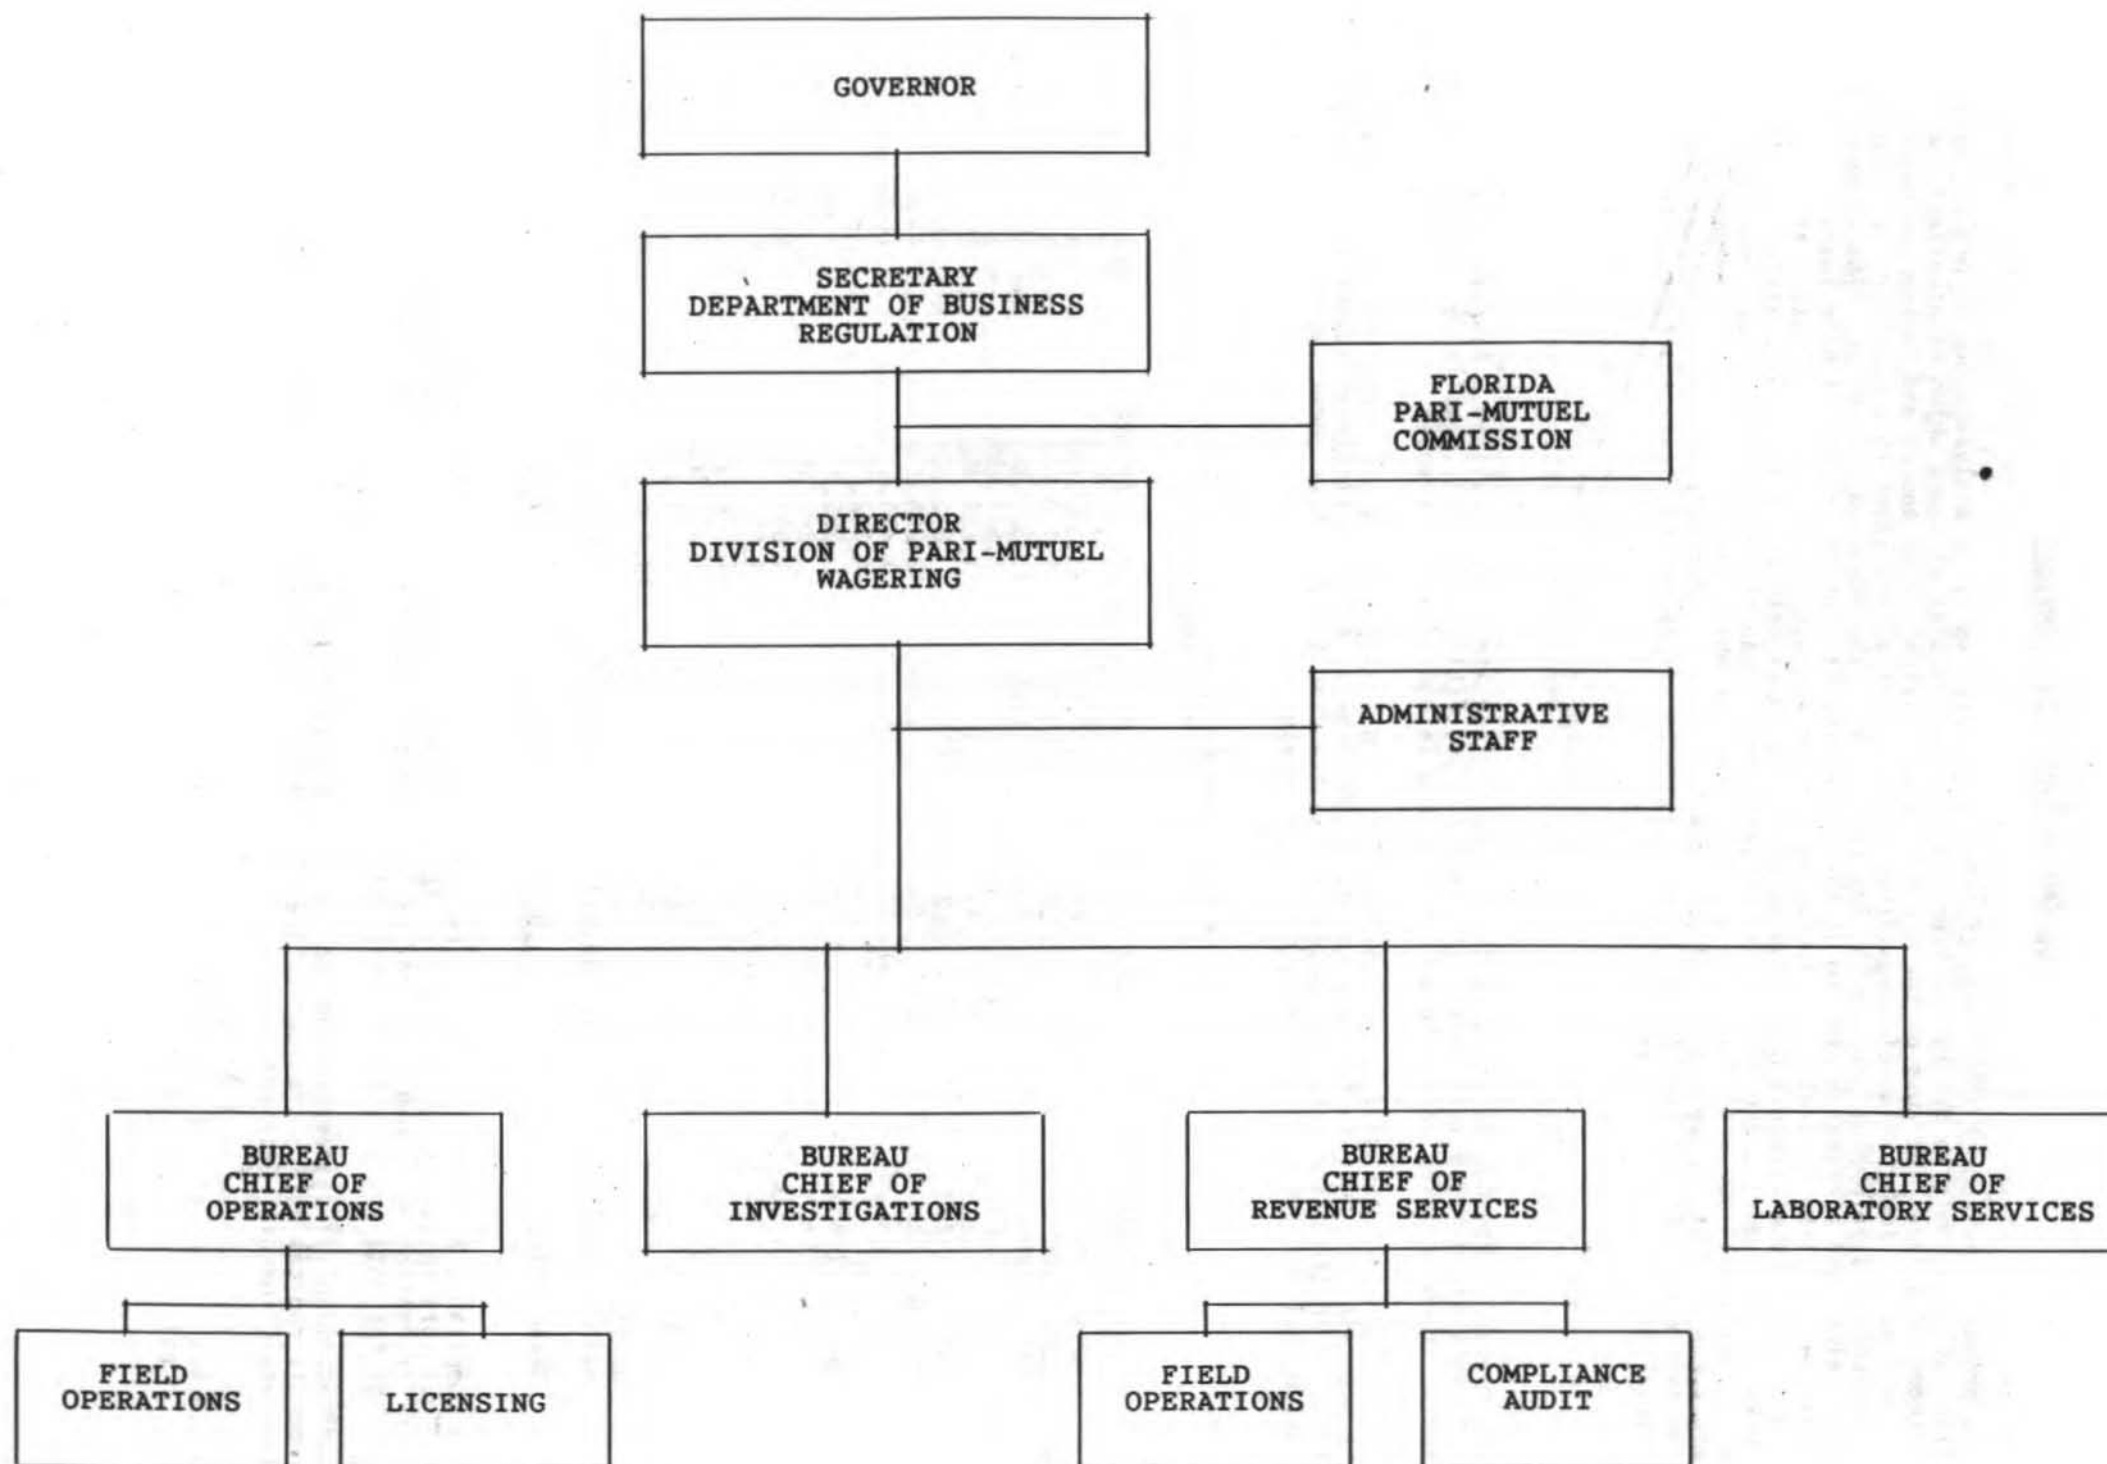 GOVERNOR
SECRETARY
DEPARTMENT OF BUSINESS
REGULATION
FLORIDA
PARI-MUTUEL
COMMISSION
DIRECTOR
DIVISION OF PARI-MUTUEL
WAGERING
ADMINISTRATIVE
STAFF
BUREAU
CHIEF OF
OPERATIONS
BUREAU
CHIEF OF
INVESTIGATIONS
BUREAU
CHIEF OF
REVENUE SERVICES
BUREAU
CHIEF OF
LABORATORY SERVICES
FIELD
OPERATIONS
LICENSING
FIELD
OPERATIONS
COMPLIANCE
AUDIT